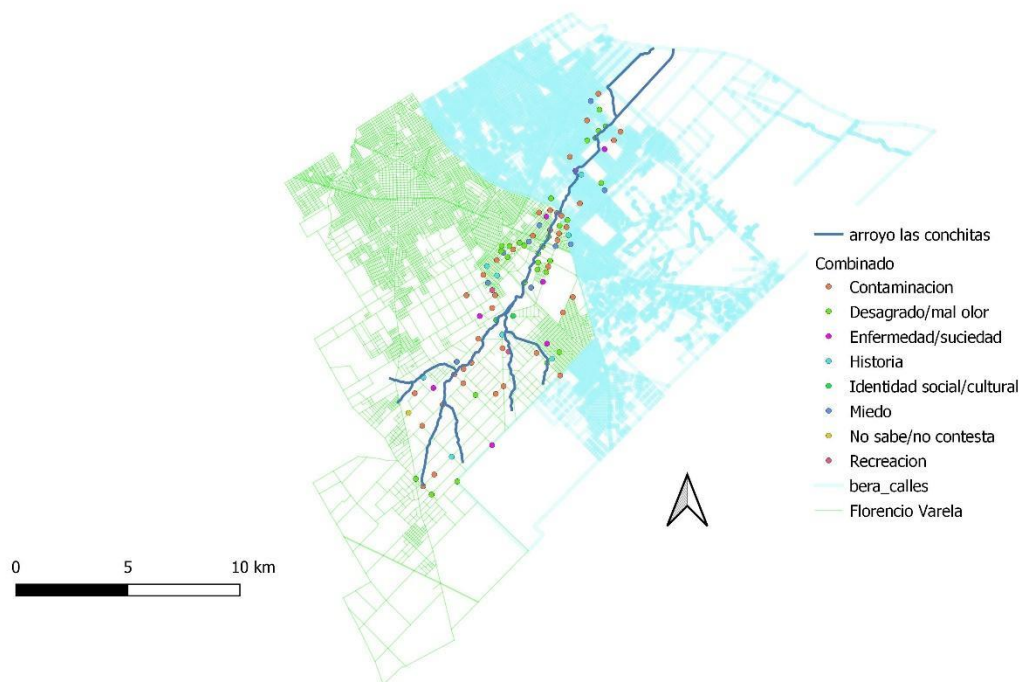 arroyo las conchitas
Combinado
Contaminacion
Desagrado/mal olor
Enfermedad/suciedad
Historia
Identidad social/cultural
Miedo
No sabe/no contesta
Recreacion
bera_calles
Florencio Varela
0 5 10 km